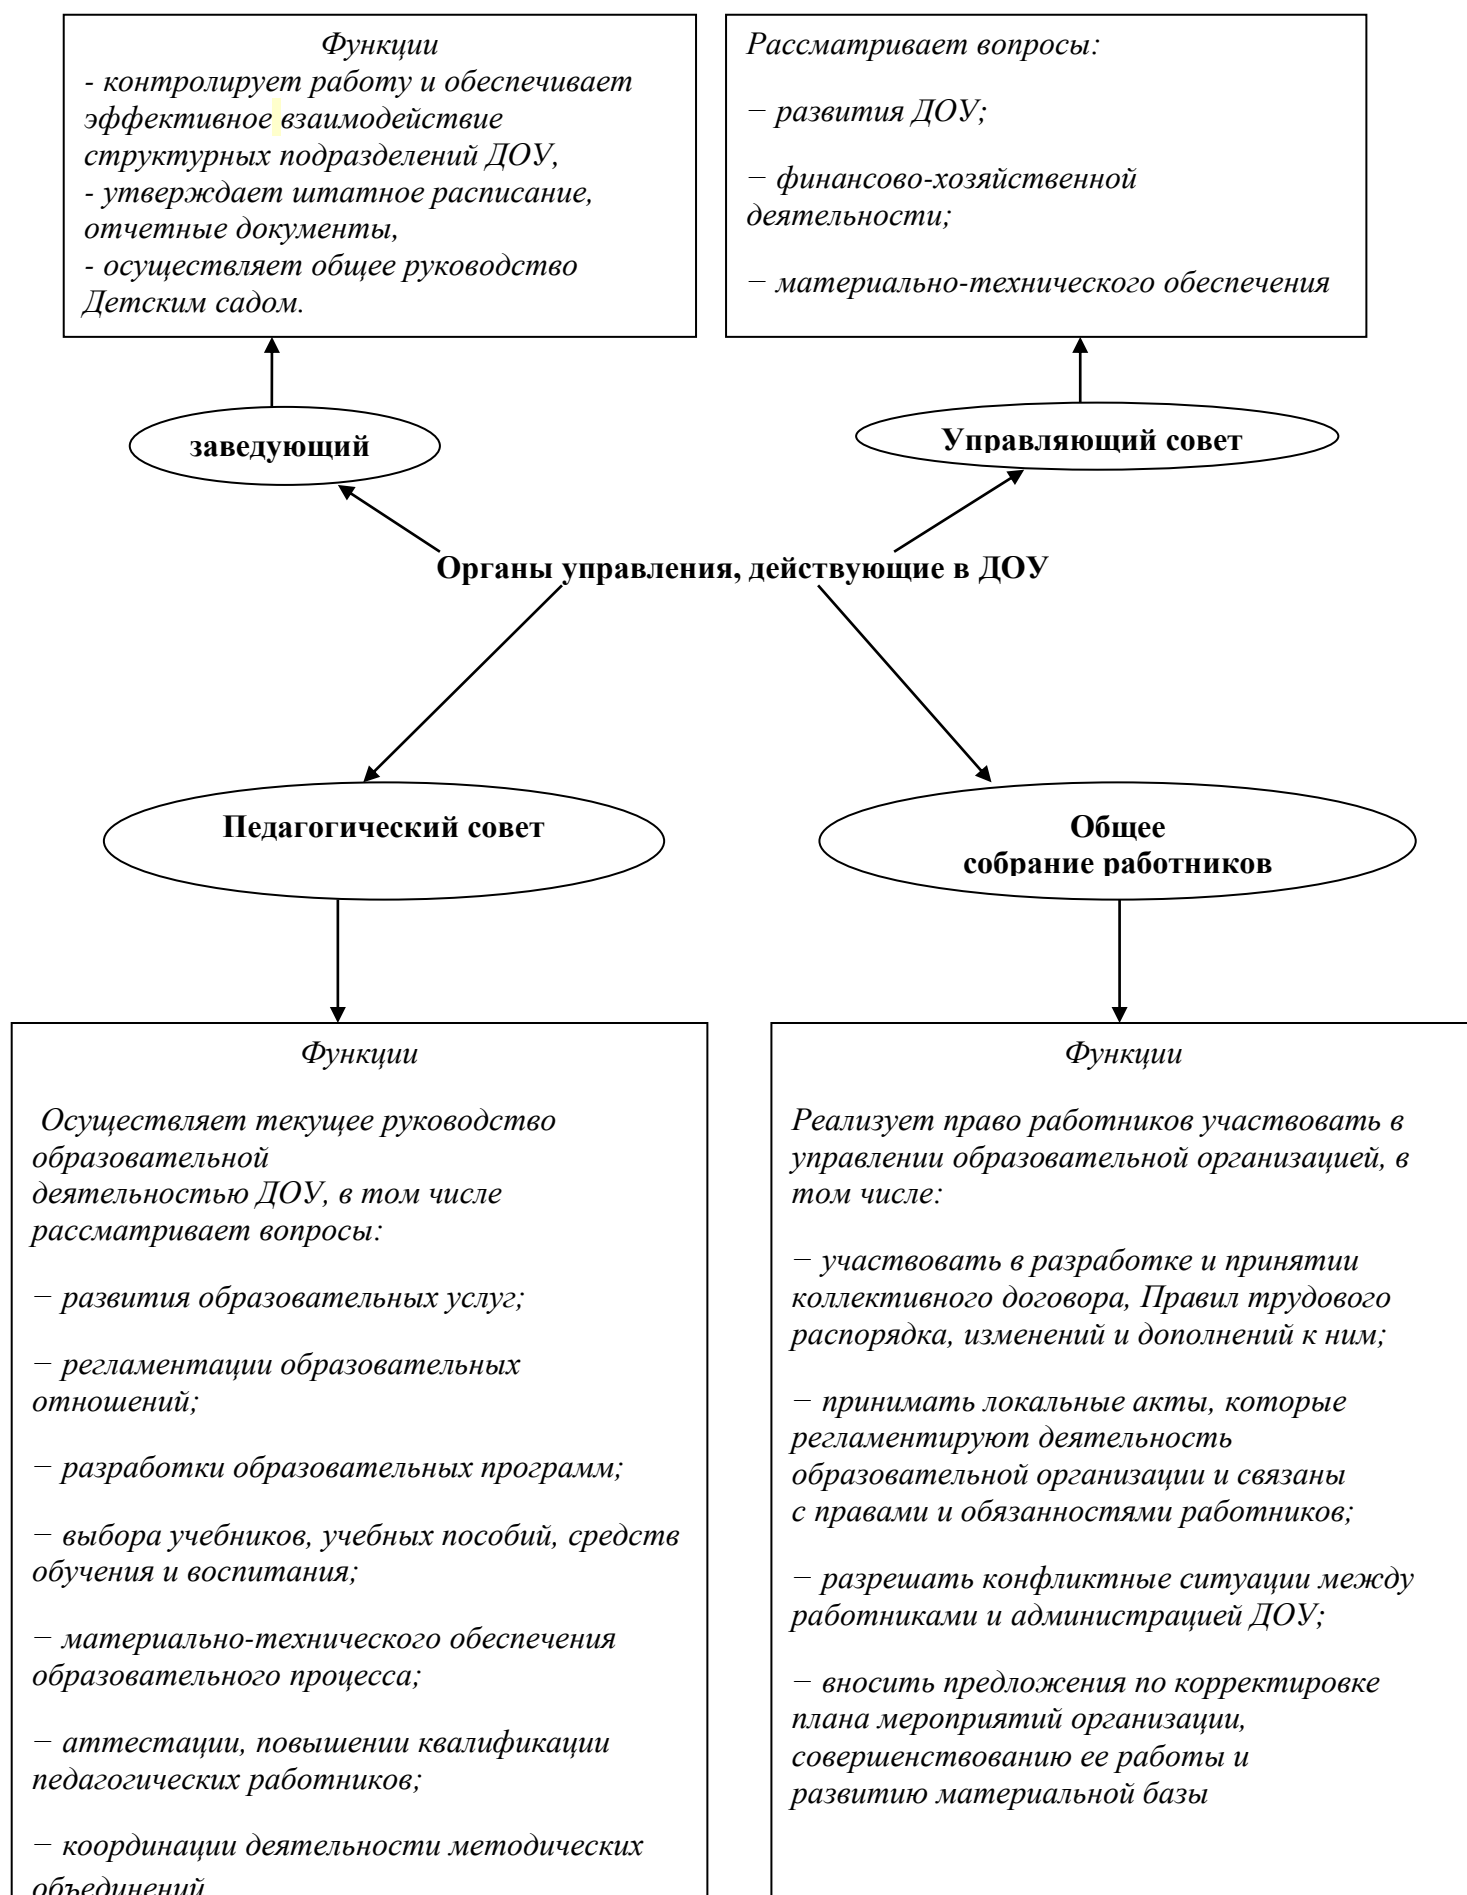 Функции
- контролирует работу и обеспечивает
эффективное взаимодействие
структурных подразделений ДОУ,
- утверждает штатное расписание,
отчетные документы,
- осуществляет общее руководство
Детским садом.
Рассматривает вопросы:
− развития ДОУ;
− финансово-хозяйственной
деятельности;
− материально-технического обеспечения
заведующий
Управляющий совет
Органы управления, действующие в ДОУ
Педагогический совет
Общее
собрание работников
Функции
Осуществляет текущее руководство
образовательной
деятельностью ДОУ, в том числе
рассматривает вопросы:
− развития образовательных услуг;
− регламентации образовательных
отношений;
− разработки образовательных программ;
− выбора учебников, учебных пособий, средств
обучения и воспитания;
− материально-технического обеспечения
образовательного процесса;
− аттестации, повышении квалификации
педагогических работников;
− координации деятельности методических
объединений
Функции
Реализует право работников участвовать в
управлении образовательной организацией, в
том числе:
− участвовать в разработке и принятии
коллективного договора, Правил трудового
распорядка, изменений и дополнений к ним;
− принимать локальные акты, которые
регламентируют деятельность
образовательной организации и связаны
с правами и обязанностями работников;
− разрешать конфликтные ситуации между
работниками и администрацией ДОУ;
− вносить предложения по корректировке
плана мероприятий организации,
совершенствованию ее работы и
развитию материальной базы